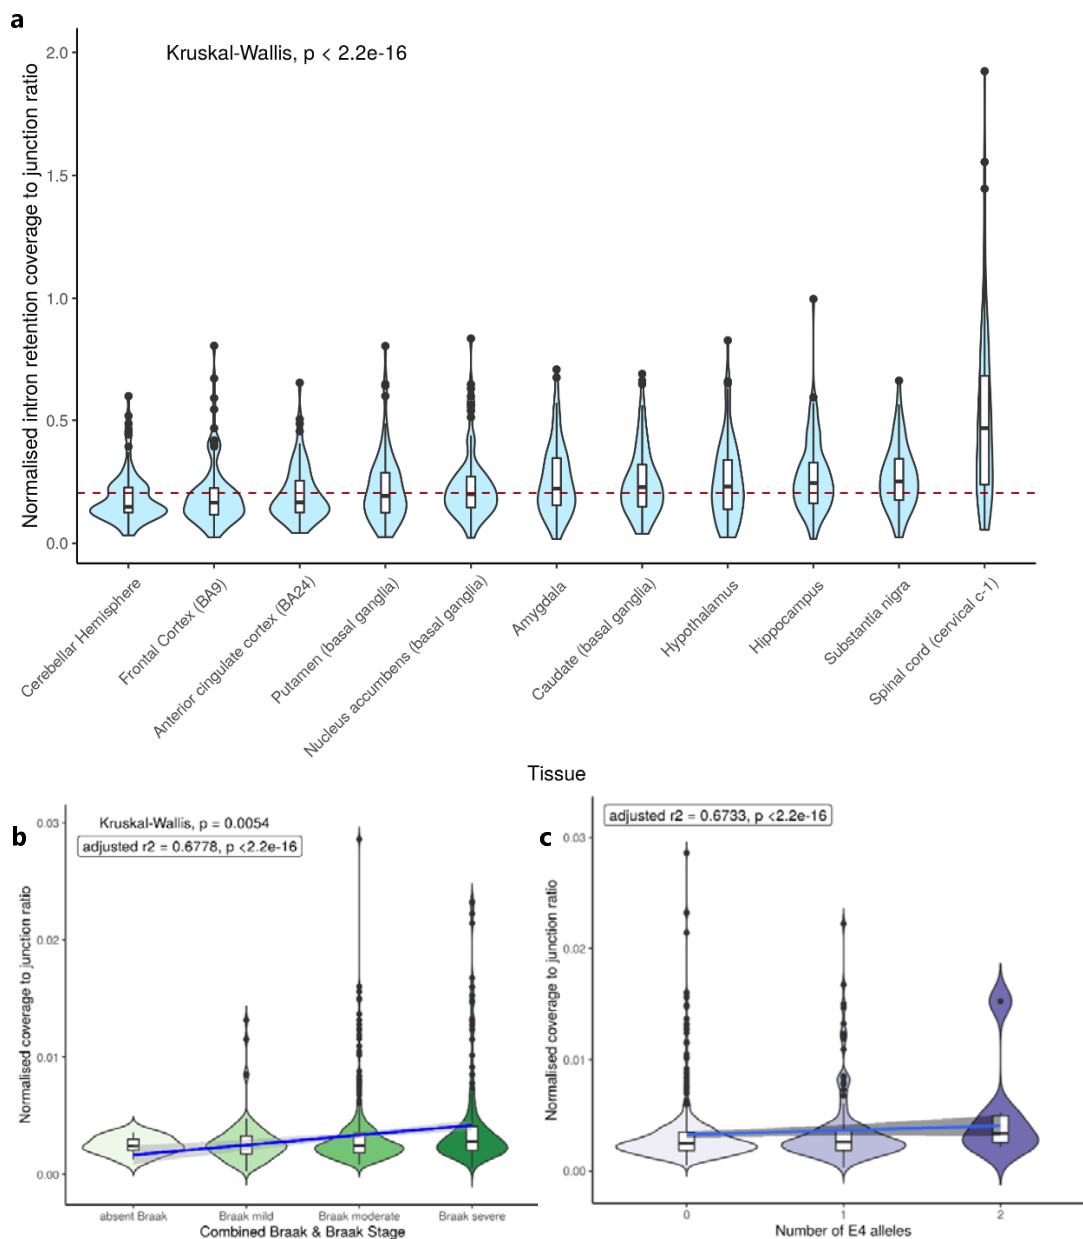 a
Kruskal-Wallis, p < 2.2e-16
Normalised intron retention coverage to junction ratio
2.0
1.5
1.0
0.5
0.0
Cerebellar Hemisphere
Frontal Cortex (BA9)
Anterior cingulate cortex (BA24)
Putamen (basal ganglia)
Nucleus accumbens (basal ganglia)
Amygdala
Caudate (basal ganglia)
Hypothalamus
Hippocampus
Substantia nigra
Spinal cord (cervical c-1)
Tissue
b
Kruskal-Wallis, p = 0.0054
adjusted r2 = 0.6778, p <2.2e-16
Normalised coverage to junction ratio
0.03
0.02
0.01
0.00
absent Braak
Braak mild
Braak moderate
Braak severe
Combined Braak & Braak Stage
c
adjusted r2 = 0.6733, p <2.2e-16
Normalised coverage to junction ratio
0.03
0.02
0.01
0.00
0
1
2
Number of E4 alleles